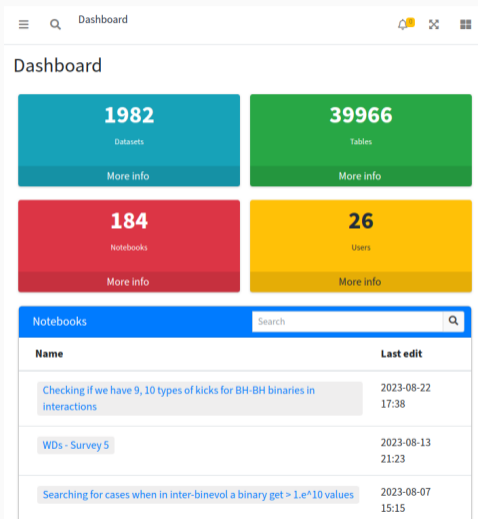 Dashboard
0
Dashboard
1982
Datasets
More info
39966
Tables
More info
184
Notebooks
More info
26
Users
More info
Notebooks
Search
Name
Last edit
Checking if we have 9, 10 types of kicks for BH-BH binaries in
interactions
2023-08-22
17:38
WDs - Survey 5
2023-08-13
21:23
Searching for cases when in inter-binevol a binary get > 1.e^10 values
2023-08-07
15:15